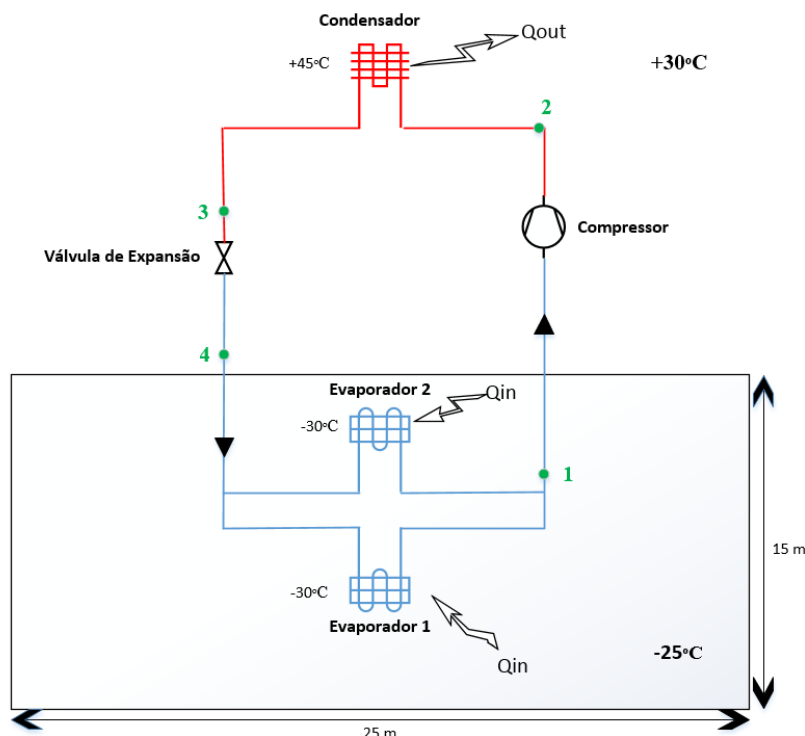 Condensador
Qout
+45ºC
+30ºC
2
3
Compressor
Válvula de Expansão
4
Evaporador 2
Qin
-30ºC
1
15 m
-30ºC
Evaporador 1
Qin
-25ºC
25 m